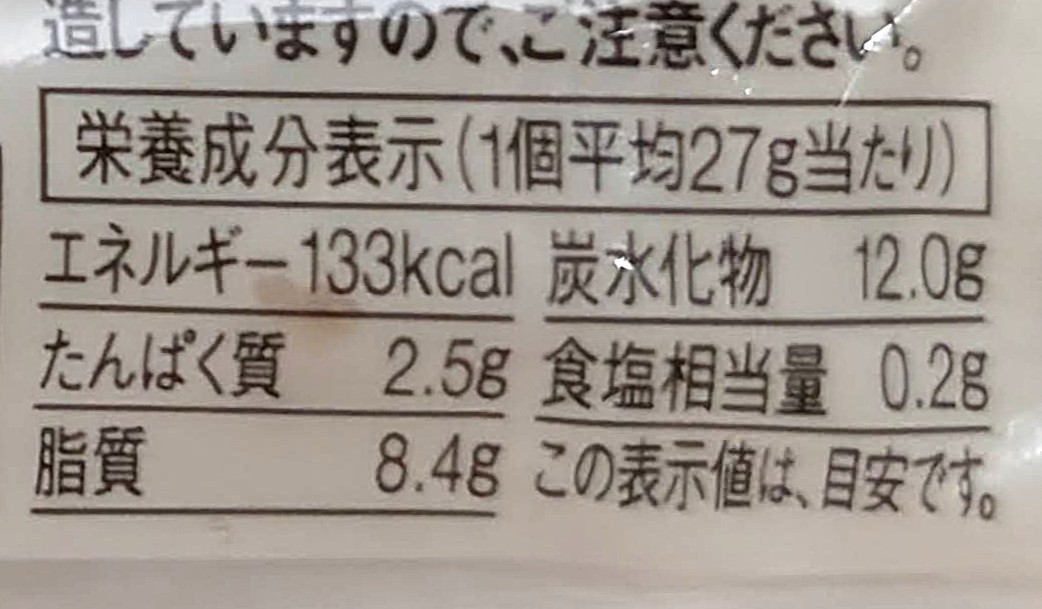 造していますので、ご注意ください。
栄養成分表示(1個平均27g当たり)
エネルギー133kcal 炭水化物 12.0g
たんぱく質 2.5g 食塩相当量 0.2g
脂質 8.4g この表示値は、目安です。